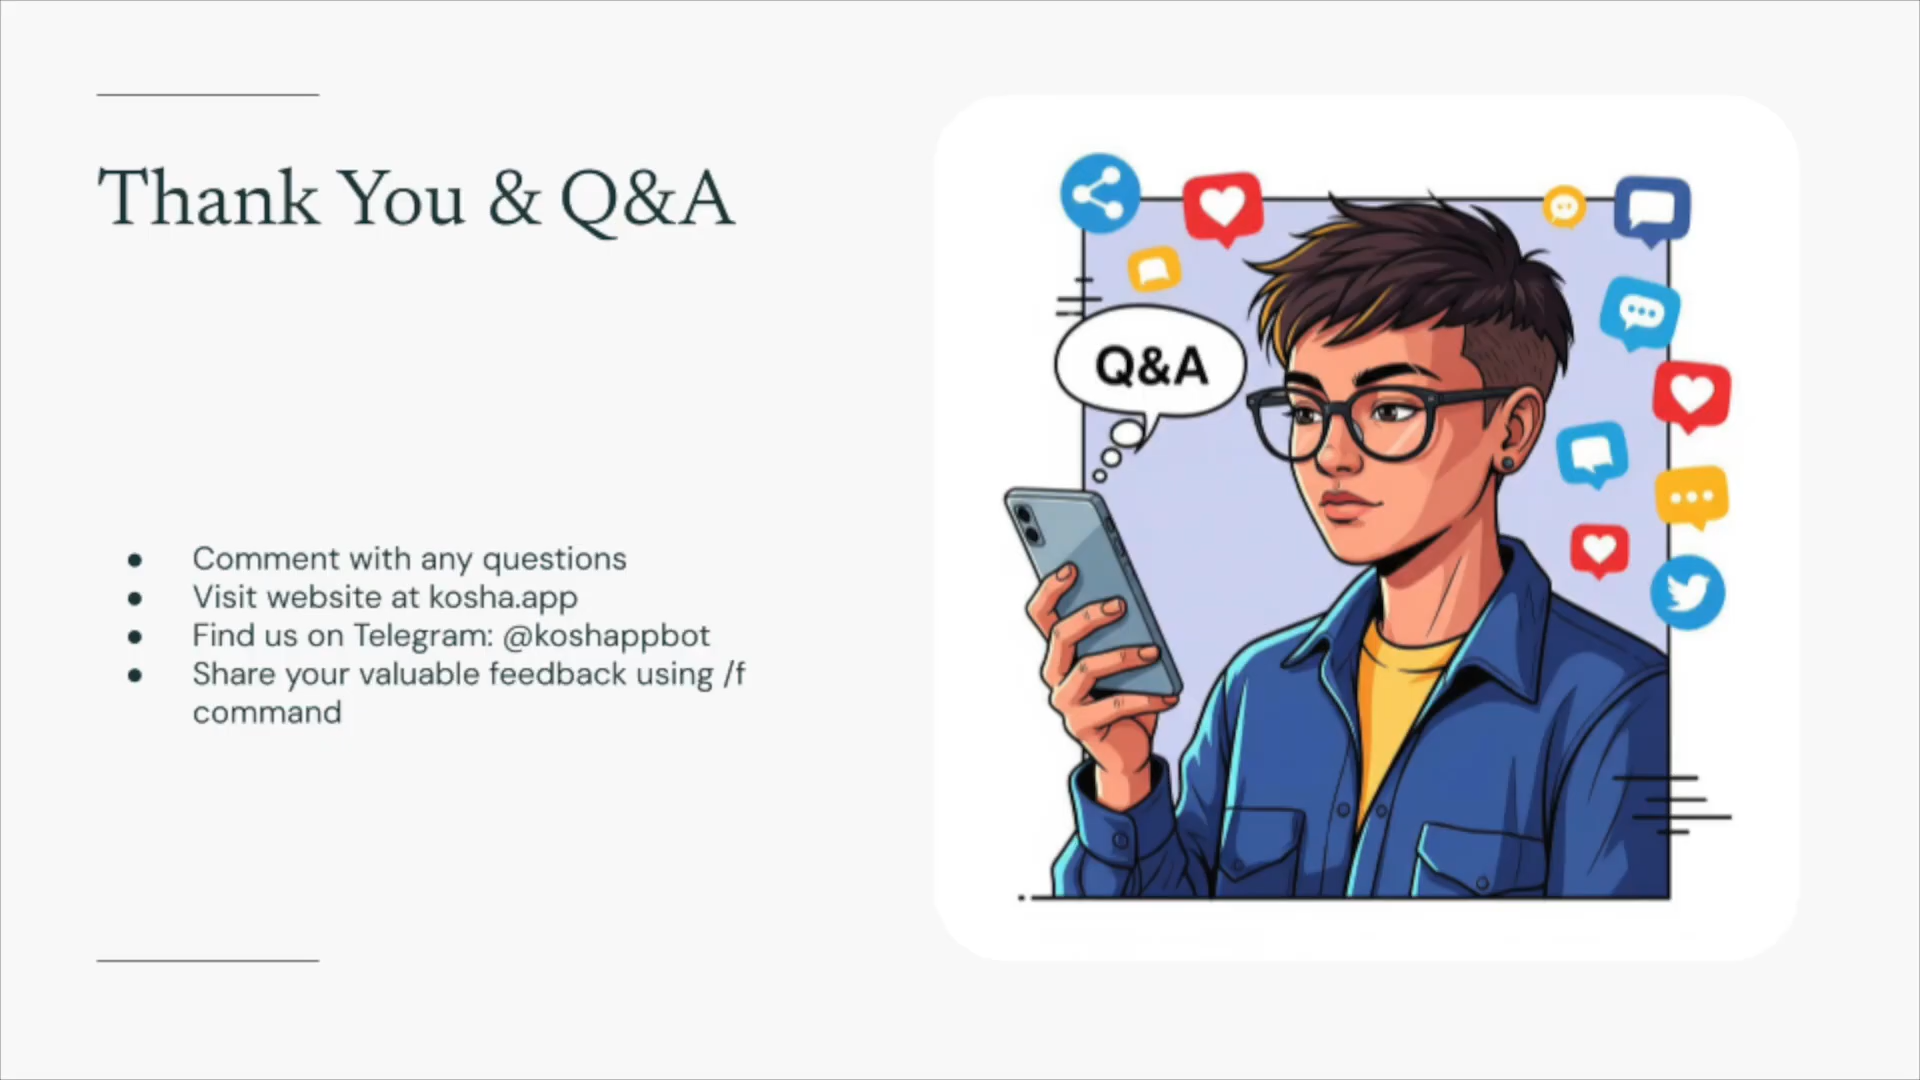 Thank You & Q&A
● Comment with any questions
● Visit website at kosha.app
● Find us on Telegram: @koshappbot
● Share your valuable feedback using /f
command
Q&A